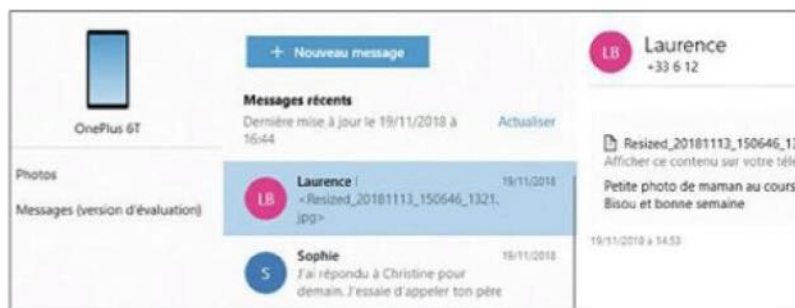 OnePlus 6T
Photos
Messages (version d'évaluation)
+ Nouveau message
Messages récents
Dernière mise à jour le 19/11/2018 à
16:44
Actualiser
LB
Laurence
19/11/2018
<Resized_20181113_150646_1321.
jpg>
S
Sophie
19/11/2018
J'ai répondu à Christine pour
demain. J'essaie d'appeler ton père
LB
Laurence
+33 6 12
Resized_20181113_150646_13
Afficher ce contenu sur votre télé
Petite photo de maman au cours
Bisou et bonne semaine
19/11/2018 à 14:53